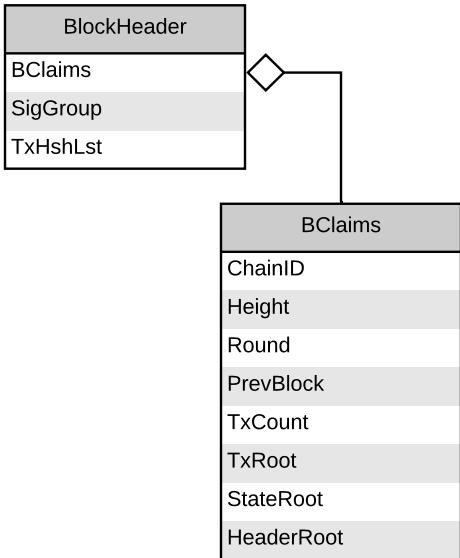 BlockHeader
BClaims
SigGroup
TxHshLst
BClaims
ChainID
Height
Round
PrevBlock
TxCount
TxRoot
StateRoot
HeaderRoot